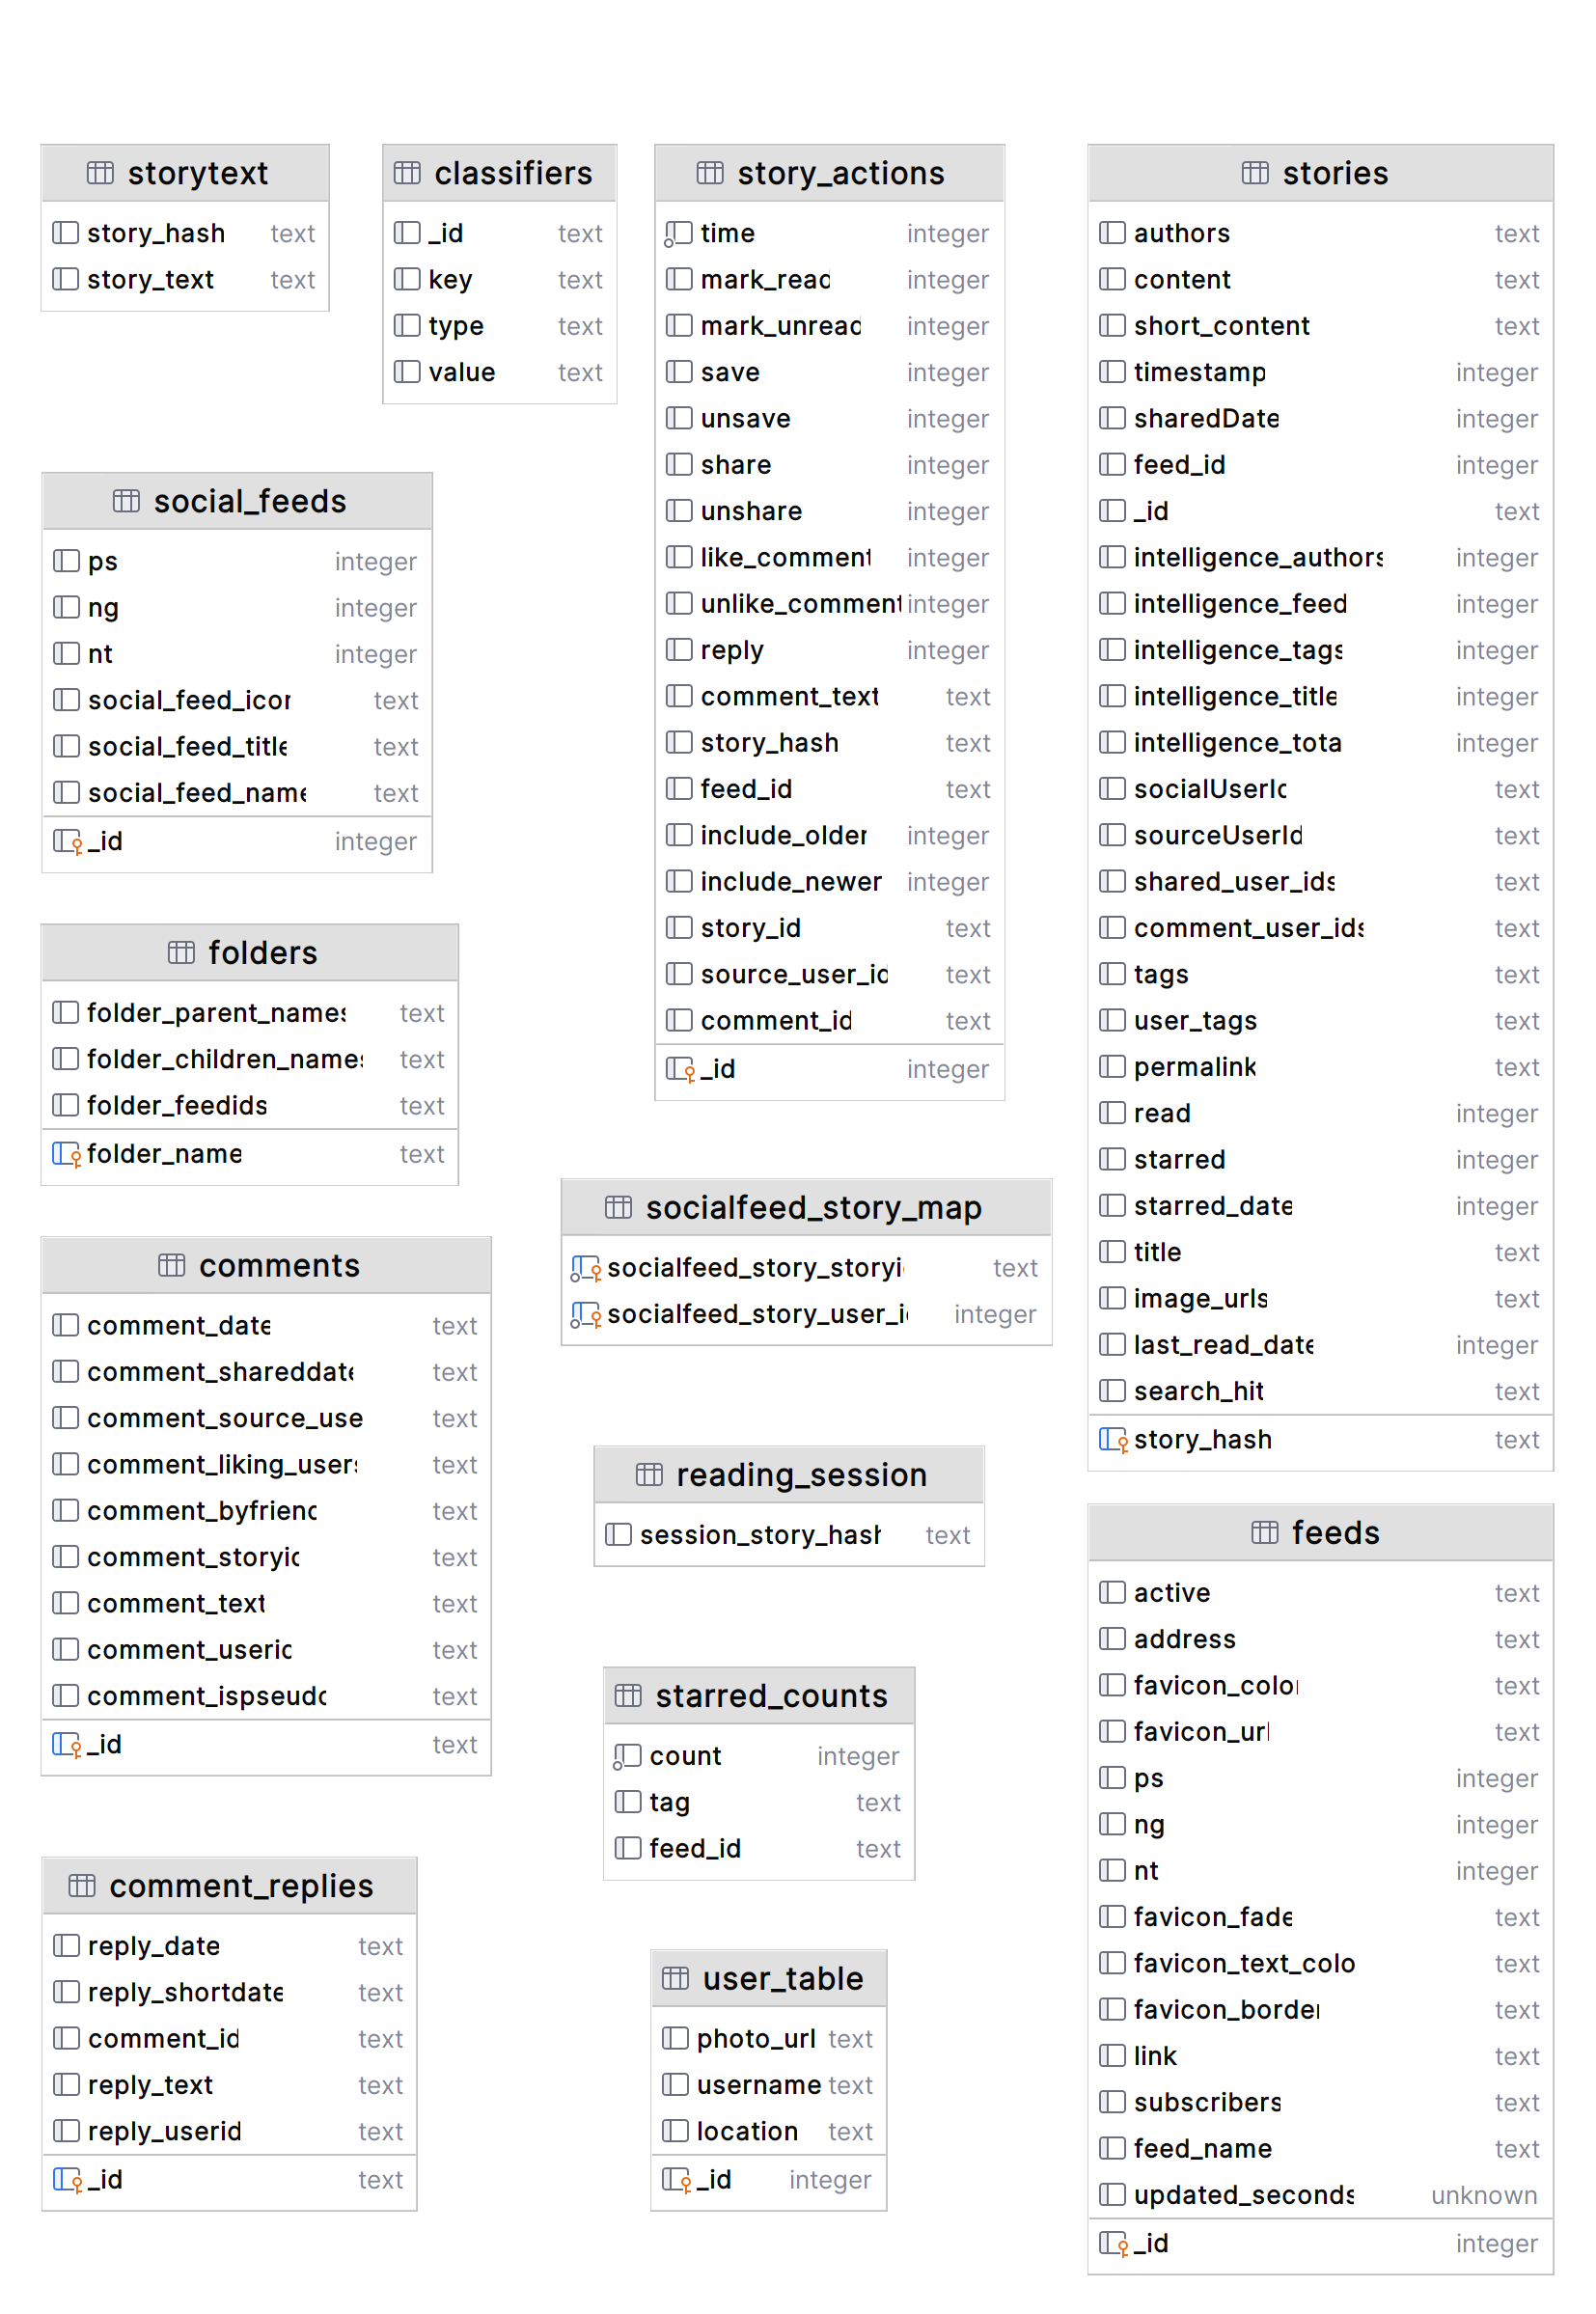 storytext
story_hash text
story_text text
classifiers
_id text
key text
type text
value text
story_actions
time integer
mark_read integer
mark_unread integer
save integer
unsave integer
share integer
unshare integer
like_comment integer
unlike_comment integer
reply integer
comment_text text
story_hash text
feed_id text
include_older integer
include_newer integer
story_id text
source_user_id text
comment_id text
_id integer
stories
authors text
content text
short_content text
timestamp integer
sharedDate integer
feed_id integer
_id text
intelligence_authors integer
intelligence_feed integer
intelligence_tags integer
intelligence_title integer
intelligence_tota integer
socialUserId text
sourceUserId text
shared_user_ids text
comment_user_ids text
tags text
user_tags text
permalink text
read integer
starred integer
starred_date integer
title text
image_urls text
last_read_date integer
search_hit text
story_hash text
social_feeds
ps integer
ng integer
nt integer
social_feed_icon text
social_feed_title text
social_feed_name text
_id integer
folders
folder_parent_names text
folder_children_names text
folder_feedids text
folder_name text
comments
comment_date text
comment_shareddate text
comment_source_use text
comment_liking_users text
comment_byfriend text
comment_storyid text
comment_text text
comment_userid text
comment_ispseudo text
_id text
socialfeed_story_map
socialfeed_story_storyi text
socialfeed_story_user_i integer
reading_session
session_story_hash text
starred_counts
count integer
tag text
feed_id text
feeds
active text
address text
favicon_color text
favicon_url text
ps integer
ng integer
nt integer
favicon_fade text
favicon_text_colo text
favicon_border text
link text
subscribers text
feed_name text
updated_seconds unknown
_id integer
comment_replies
reply_date text
reply_shortdate text
comment_id text
reply_text text
reply_userid text
_id text
user_table
photo_url text
username text
location text
_id integer